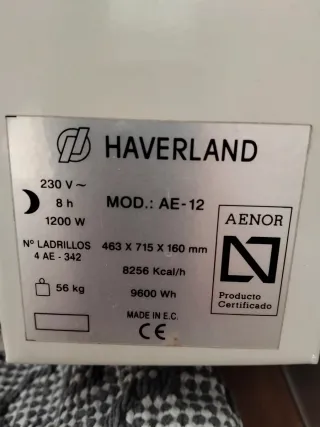 HAVERLAND
230 V ~
8 h
1200 W
MOD.: AE-12
Nº LADRILLOS
4 AE - 342
463 X 715 X 160 mm
8256 Kcal/h
56 kg
9600 Wh
MADE IN E.C.
CE
AENOR
N
Producto
Certificado